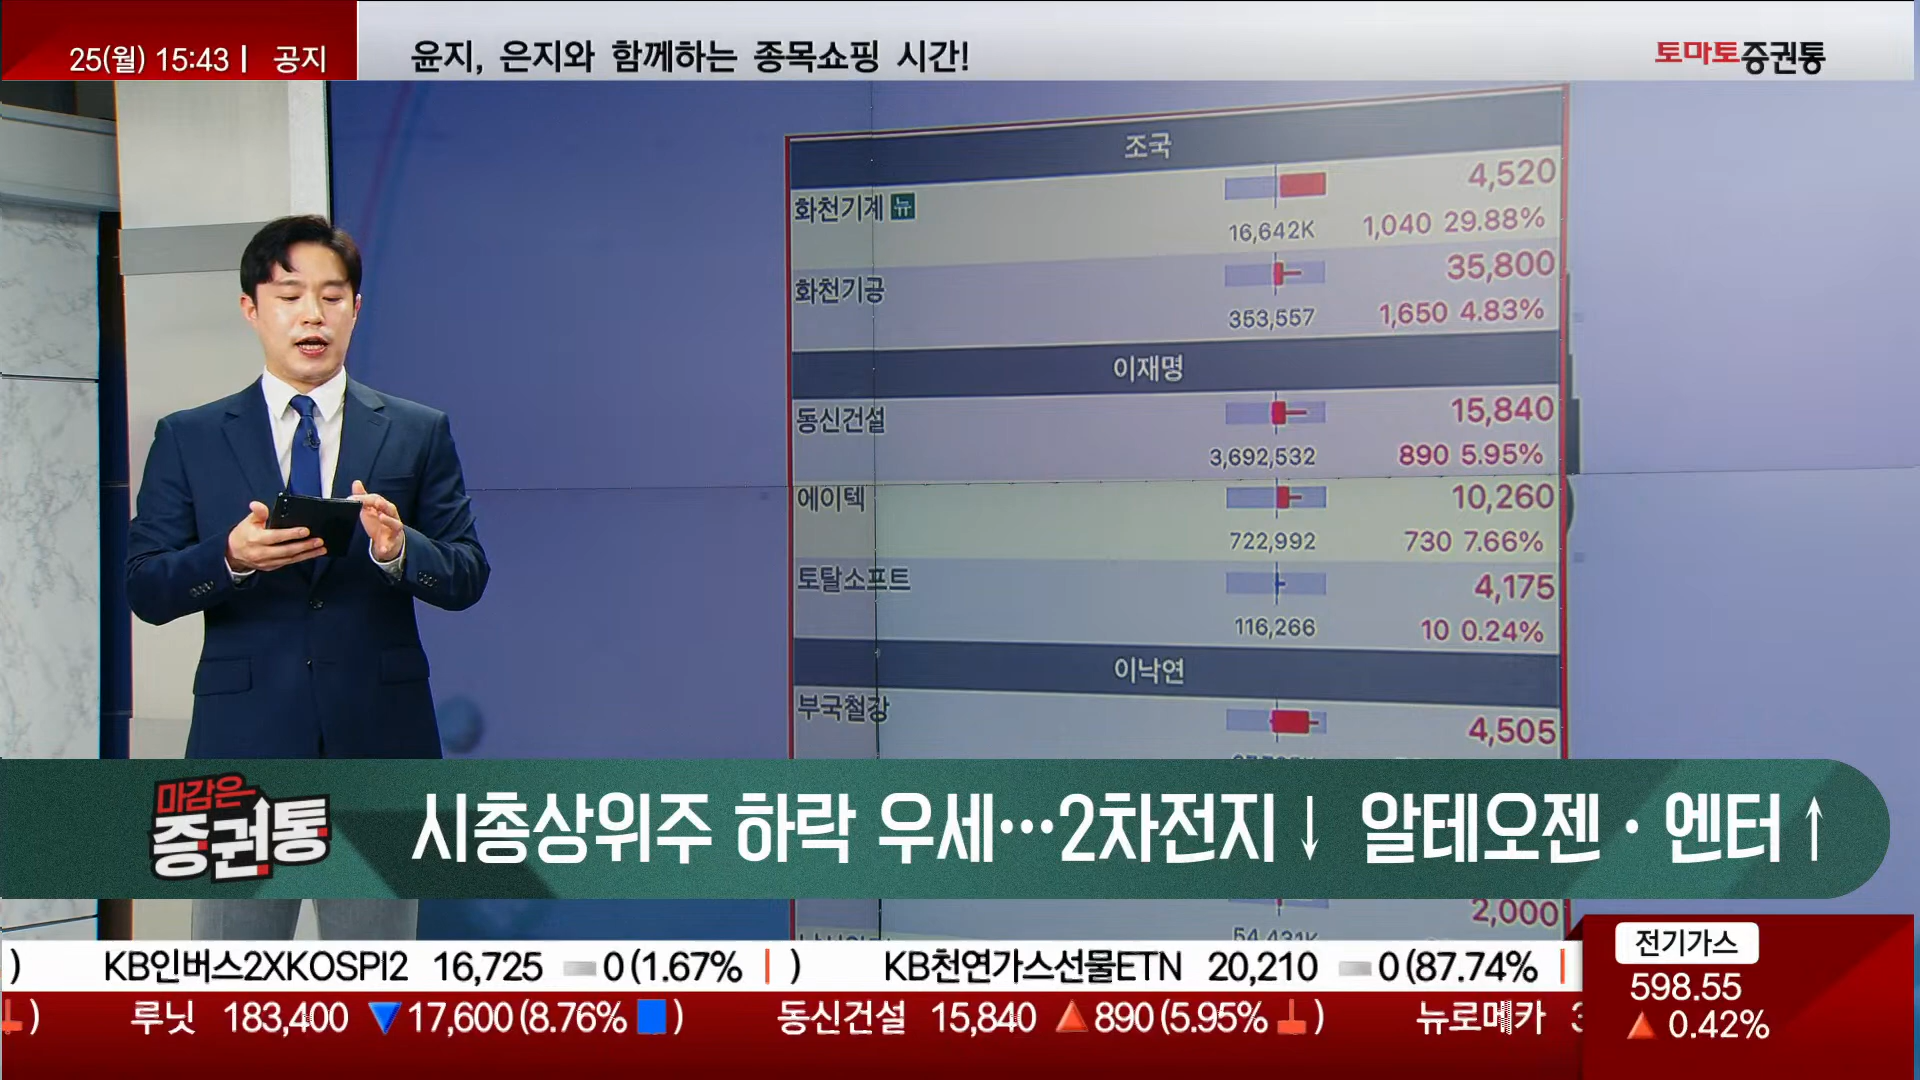 25(월) 15:43 | 공지
윤지, 은지와 함께하는 종목쇼핑 시간!
토마토증권통
조국
화천기계 뉴
4,520
16,642K
1,040 29.88%
화천기공
35,800
353,557
1,650 4.83%
이재명
동신건설
15,840
3,692,532
890 5.95%
에이텍
10,260
722,992
730 7.66%
토탈소프트
4,175
116,266
10 0.24%
이낙연
부국철강
4,505
마감은
증권통
시총상위주 하락 우세…2차전지↓ 알테오젠·엔터↑
2,000
54,431K
) KB인버스2XKOSPI2 16,725 0(1.67% ) KB천연가스선물ETN 20,210 0(87.74%
) 루닛 183,400 ▼17,600(8.76% ) 동신건설 15,840 ▲890(5.95% ) 뉴로메카
전기가스
598.55
▲ 0.42%